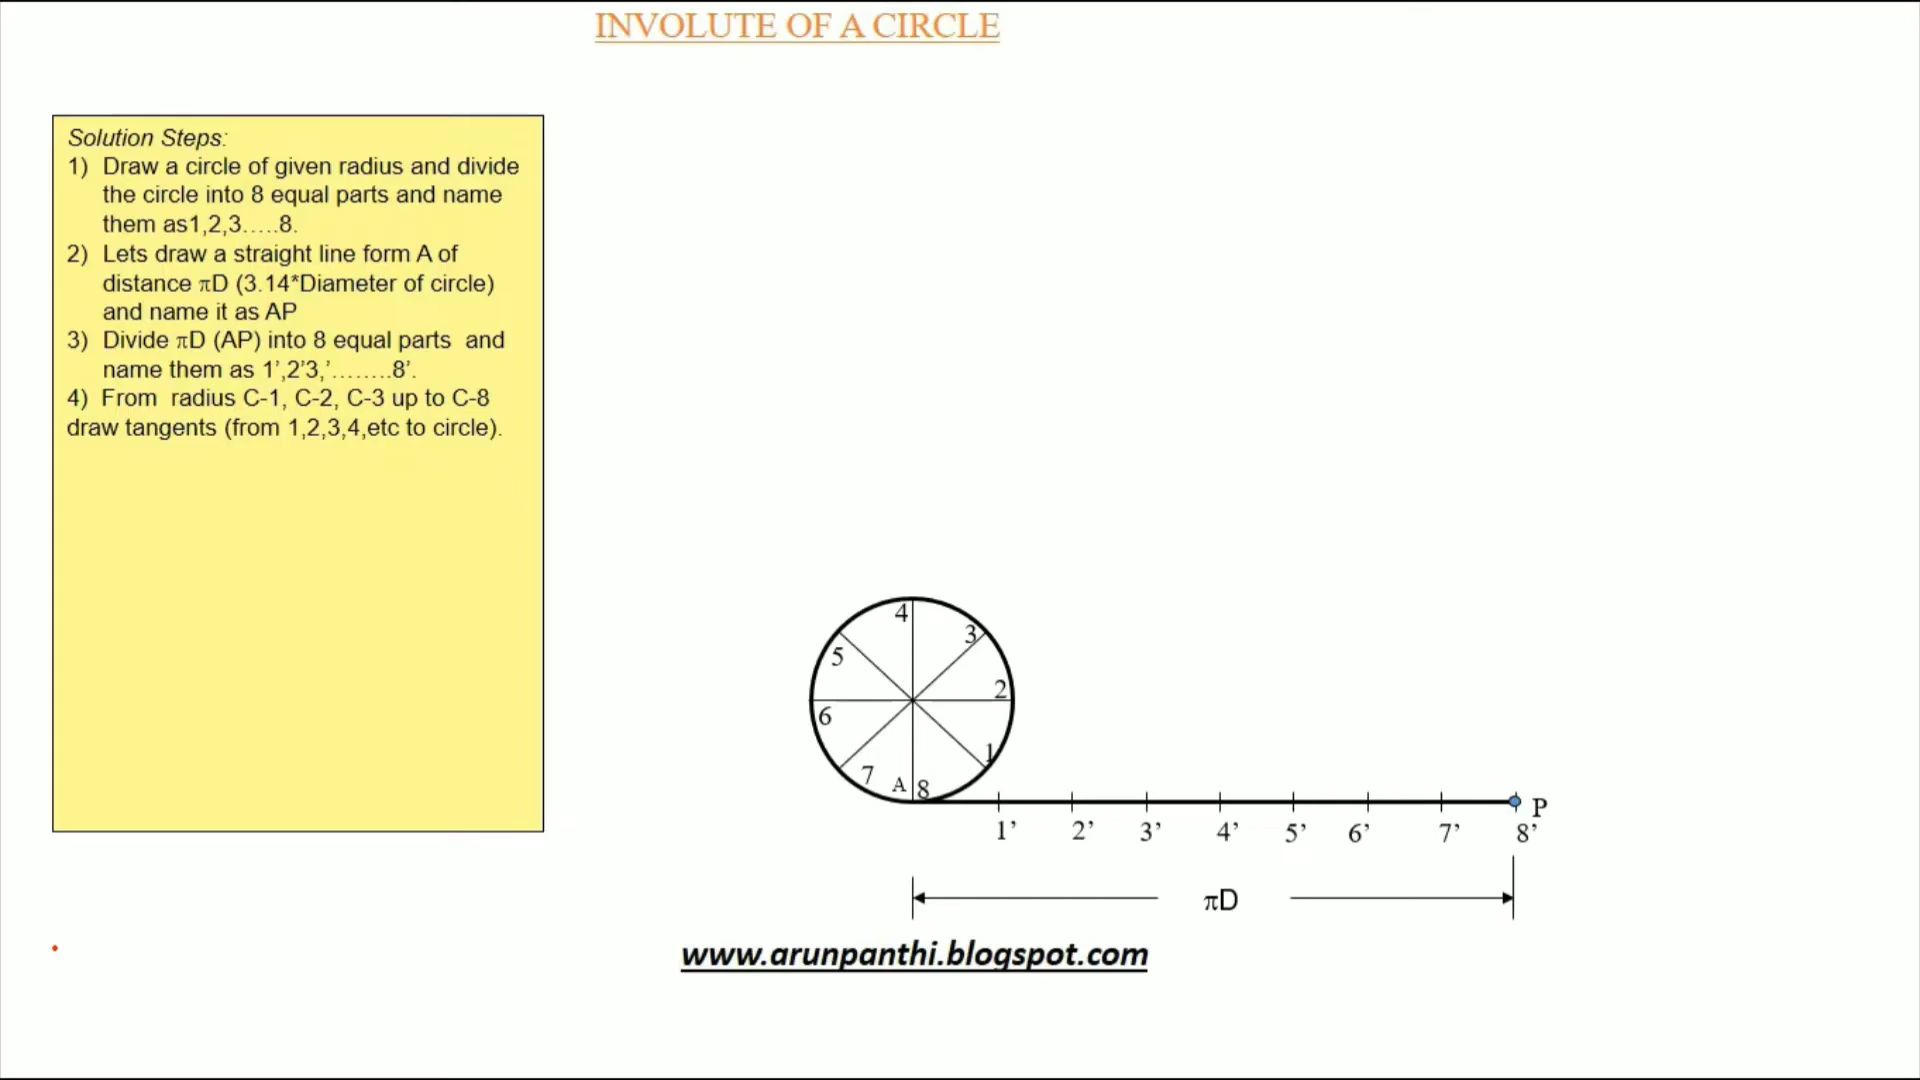 INVOLUTE OF A CIRCLE
Solution Steps:
1) Draw a circle of given radius and divide
the circle into 8 equal parts and name
them as1,2,3.....8.
2) Lets draw a straight line form A of
distance πD (3.14*Diameter of circle)
and name it as AP
3) Divide πD (AP) into 8 equal parts and
name them as 1’,2’3,’........8’.
4) From radius C-1, C-2, C-3 up to C-8
draw tangents (from 1,2,3,4,etc to circle).
4
3
5
2
6
1
7 A 8
P
1’ 2’ 3’ 4’ 5’ 6’ 7’ 8’
πD
www.arunpanthi.blogspot.com